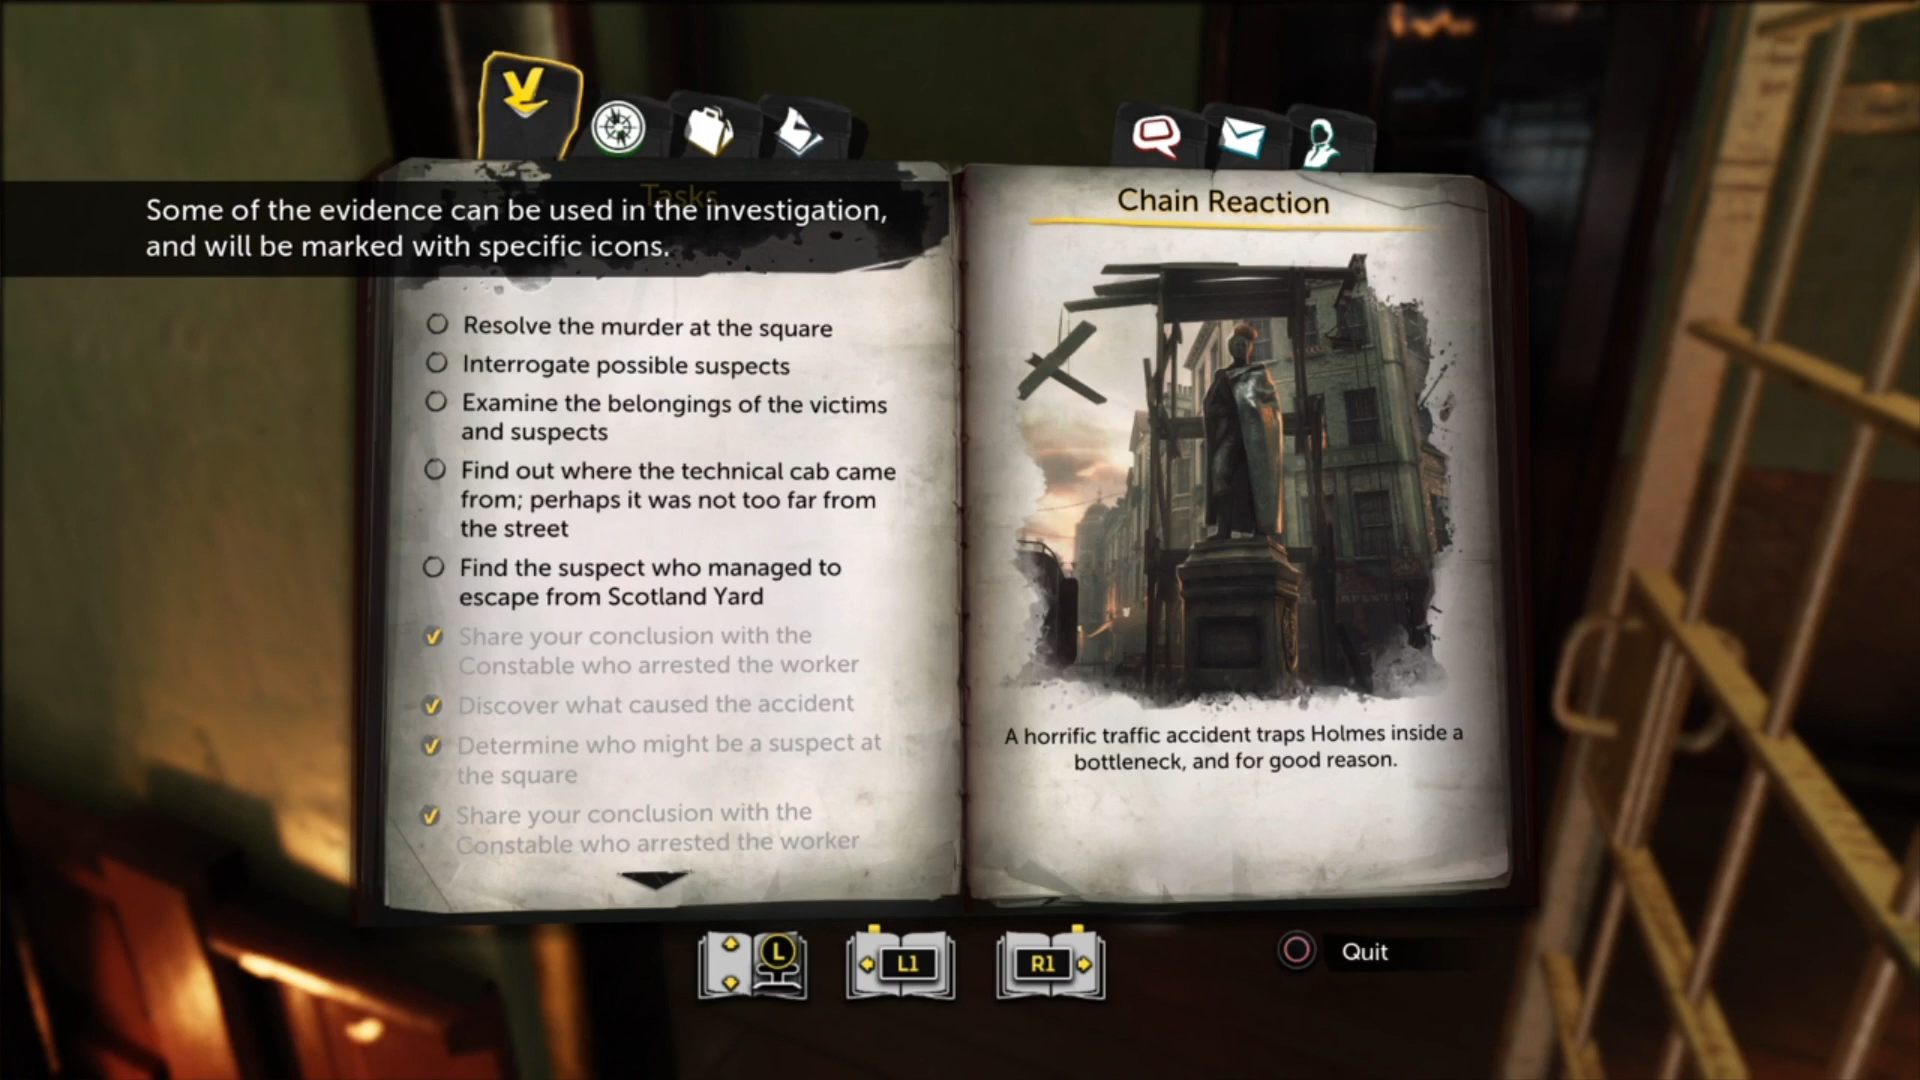 Tasks
Some of the evidence can be used in the investigation,
and will be marked with specific icons.
Resolve the murder at the square
Interrogate possible suspects
Examine the belongings of the victims
and suspects
Find out where the technical cab came
from; perhaps it was not too far from
the street
Find the suspect who managed to
escape from Scotland Yard
Share your conclusion with the
Constable who arrested the worker
Discover what caused the accident
Determine who might be a suspect at
the square
Share your conclusion with the
Constable who arrested the worker
Chain Reaction
A horrific traffic accident traps Holmes inside a
bottleneck, and for good reason.
L
L1
R1
Quit